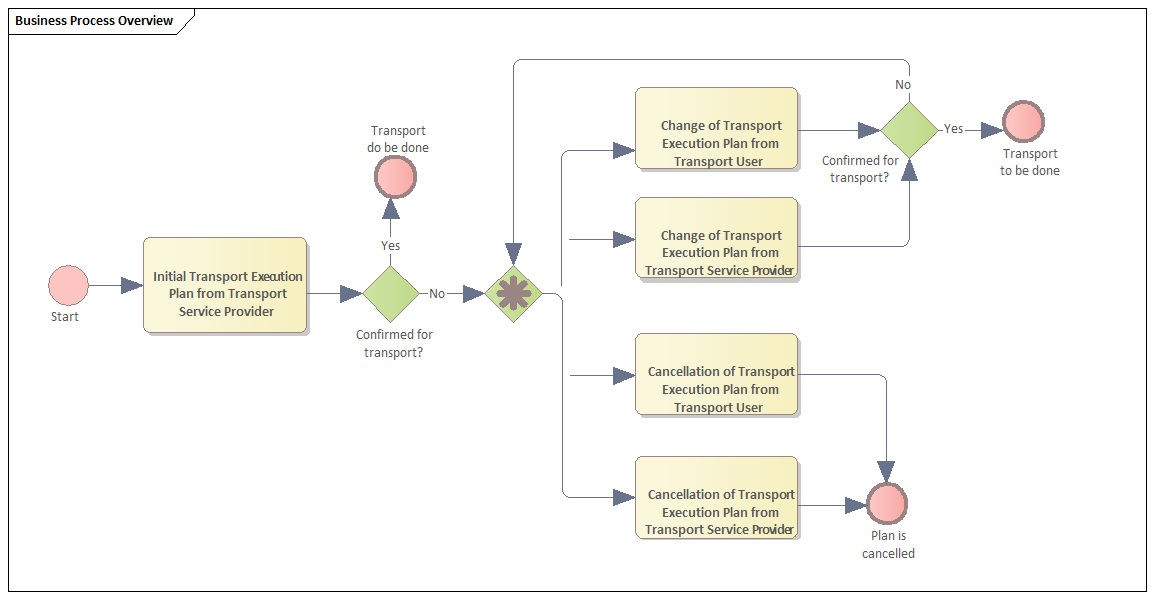 Business Process Overview
Start
Initial Transport Execution
Plan from Transport
Service Provider
Transport
do be done
Yes
No
Confirmed for
transport?
Change of Transport
Execution Plan from
Transport User
Change of Transport
Execution Plan from
Transport Service Provider
Cancellation of Transport
Execution Plan from
Transport User
Cancellation of Transport
Execution Plan from
Transport Service Provider
No
Yes
Confirmed for
transport?
Transport
to be done
Plan is
cancelled